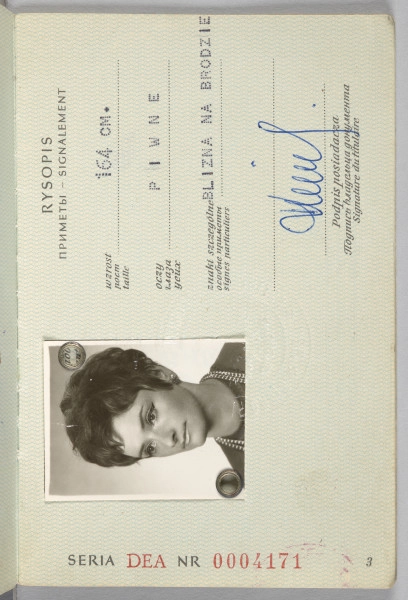 RYSOPIS
ПРИМЕТЫ – SIGNALEMENT
wzrost 164 CM*
рост
taille
oczy PIWNE
глаза
yeux
znaki szczególne BLIZNA NA BRODZIE
особые приметы
signes particuliers
Podpis posiadacza
Подпись владельца документа
Signature du titulaire
SERIA DEA NR 0004171
3